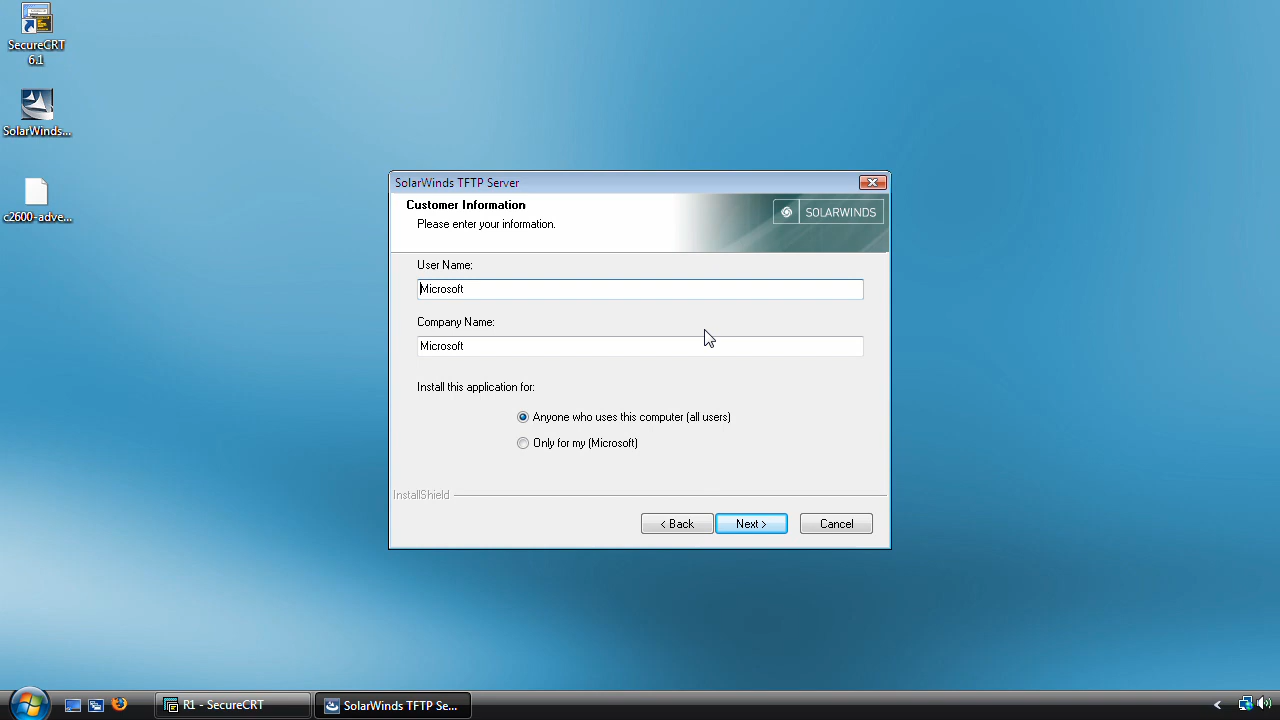 SecureCRT
6.1
SolarWinds...
c2600-adve...
SolarWinds TFTP Server
Customer Information
Please enter your information.
SOLARWINDS
User Name:
Microsoft
Company Name:
Microsoft
Install this application for:
Anyone who uses this computer (all users)
Only for my (Microsoft)
InstallShield
< Back
Next >
Cancel
R1 - SecureCRT
SolarWinds TFTP Se...